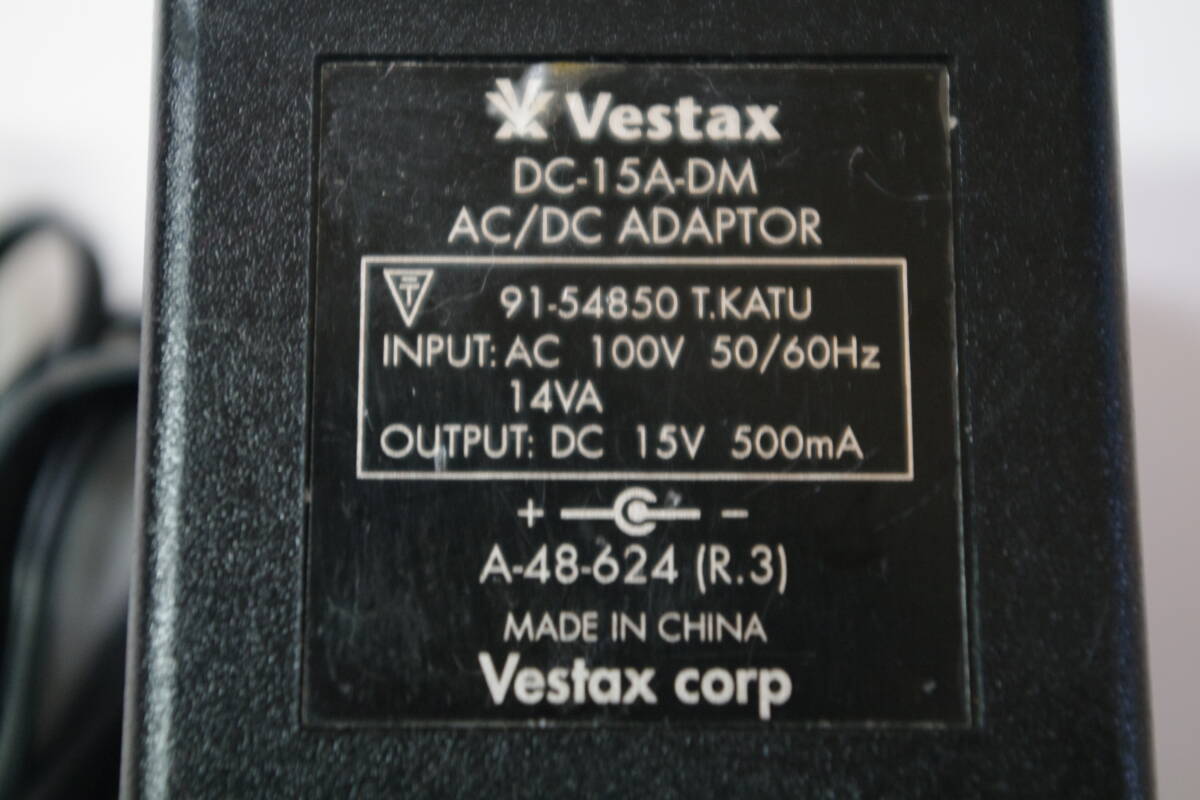 Vestax
DC-15A-DM
AC/DC ADAPTOR
T 91-54850 T.KATU
INPUT: AC 100V 50/60Hz
14VA
OUTPUT: DC 15V 500mA
+ −
A-48-624 (R.3)
MADE IN CHINA
Vestax corp